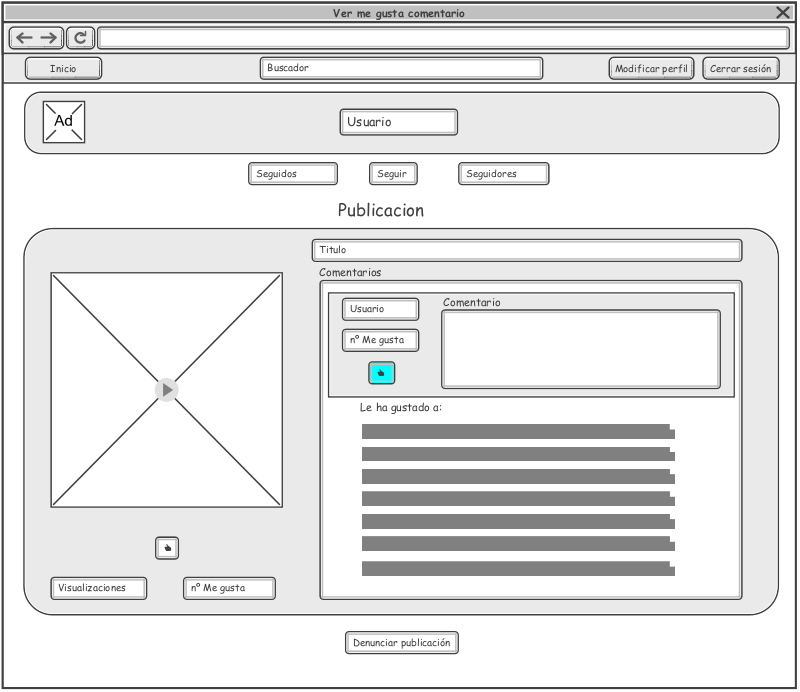 Ver me gusta comentario
Inicio
Buscador
Modificar perfil
Cerrar sesión
Ad
Usuario
Seguidos
Seguir
Seguidores
Publicacion
Titulo
Comentarios
Usuario
Comentario
nº Me gusta
Le ha gustado a:
Visualizaciones
nº Me gusta
Denunciar publicación